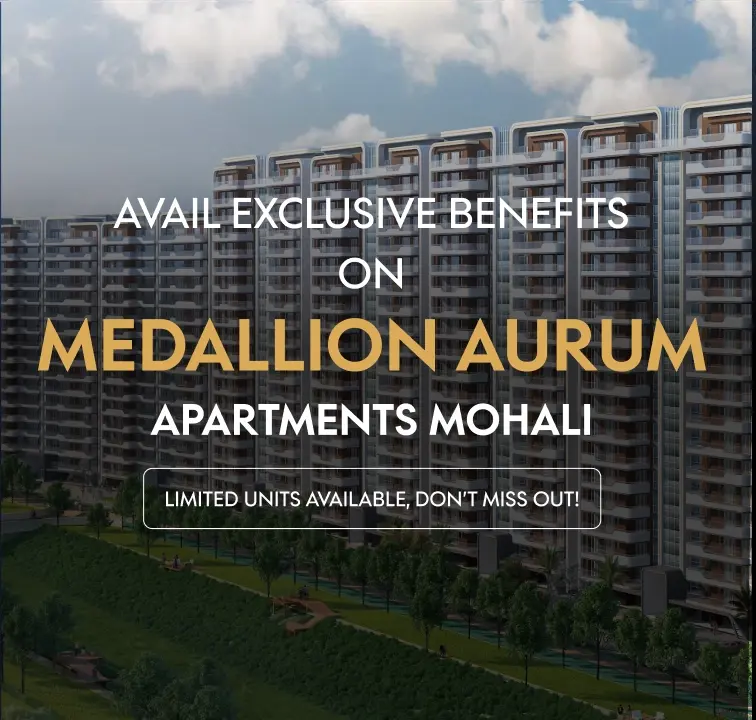 AVAIL EXCLUSIVE BENEFITS
ON
MEDALLION AURUM
APARTMENTS MOHALI
LIMITED UNITS AVAILABLE, DON'T MISS OUT!